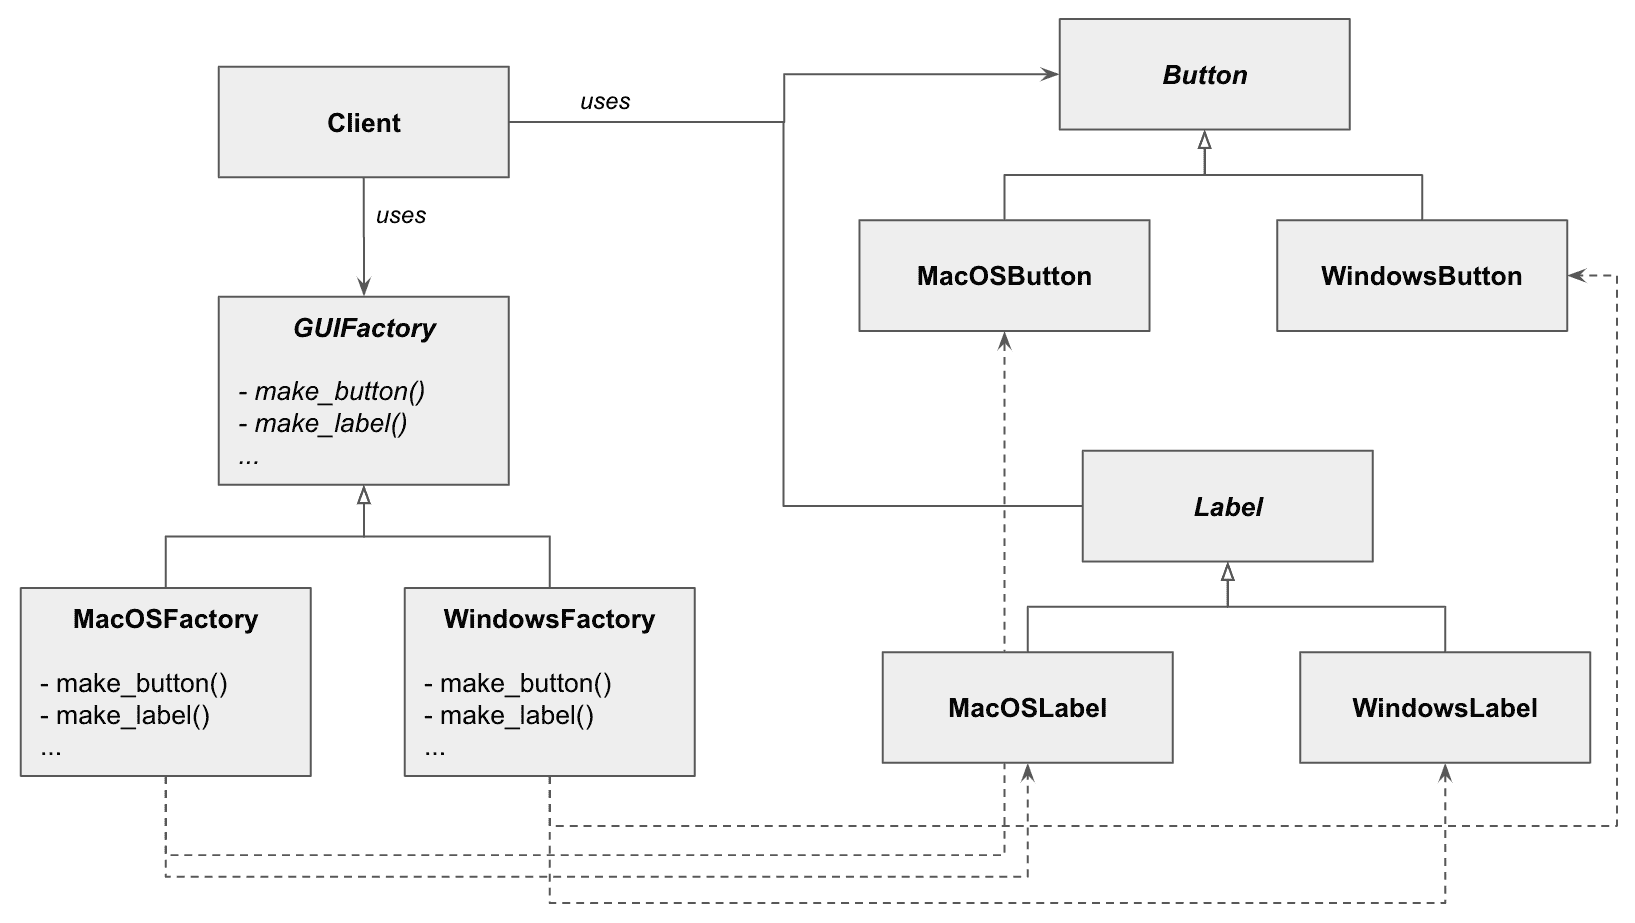 Button
Client
uses
uses
MacOSButton
WindowsButton
GUIFactory
- make_button()
- make_label()
...
Label
MacOSFactory
- make_button()
- make_label()
...
WindowsFactory
- make_button()
- make_label()
...
MacOSLabel
WindowsLabel